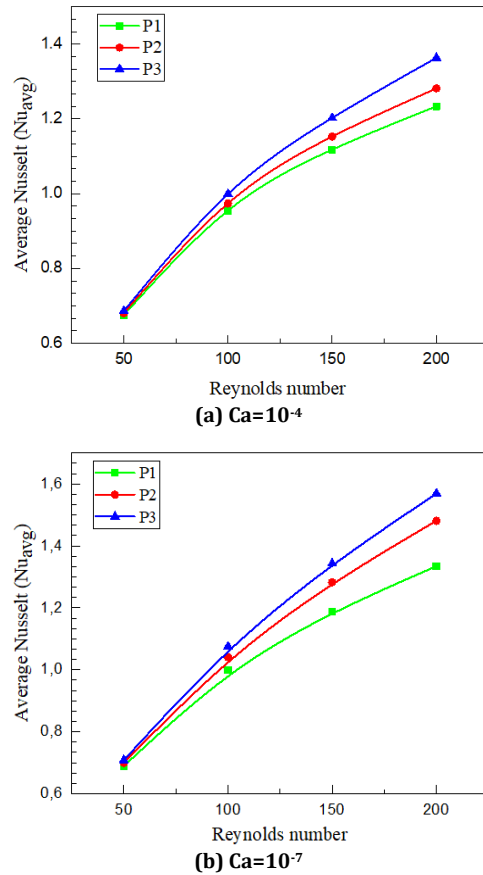 P1
P2
P3
Average Nusselt (Nuavg)
1.4
1.2
1.0
0.8
0.6
50 100 150 200
Reynolds number
(a) Ca=10-4
P1
P2
P3
Average Nusselt (Nuavg)
1,6
1,4
1,2
1,0
0,8
0,6
50 100 150 200
Reynolds number
(b) Ca=10-7